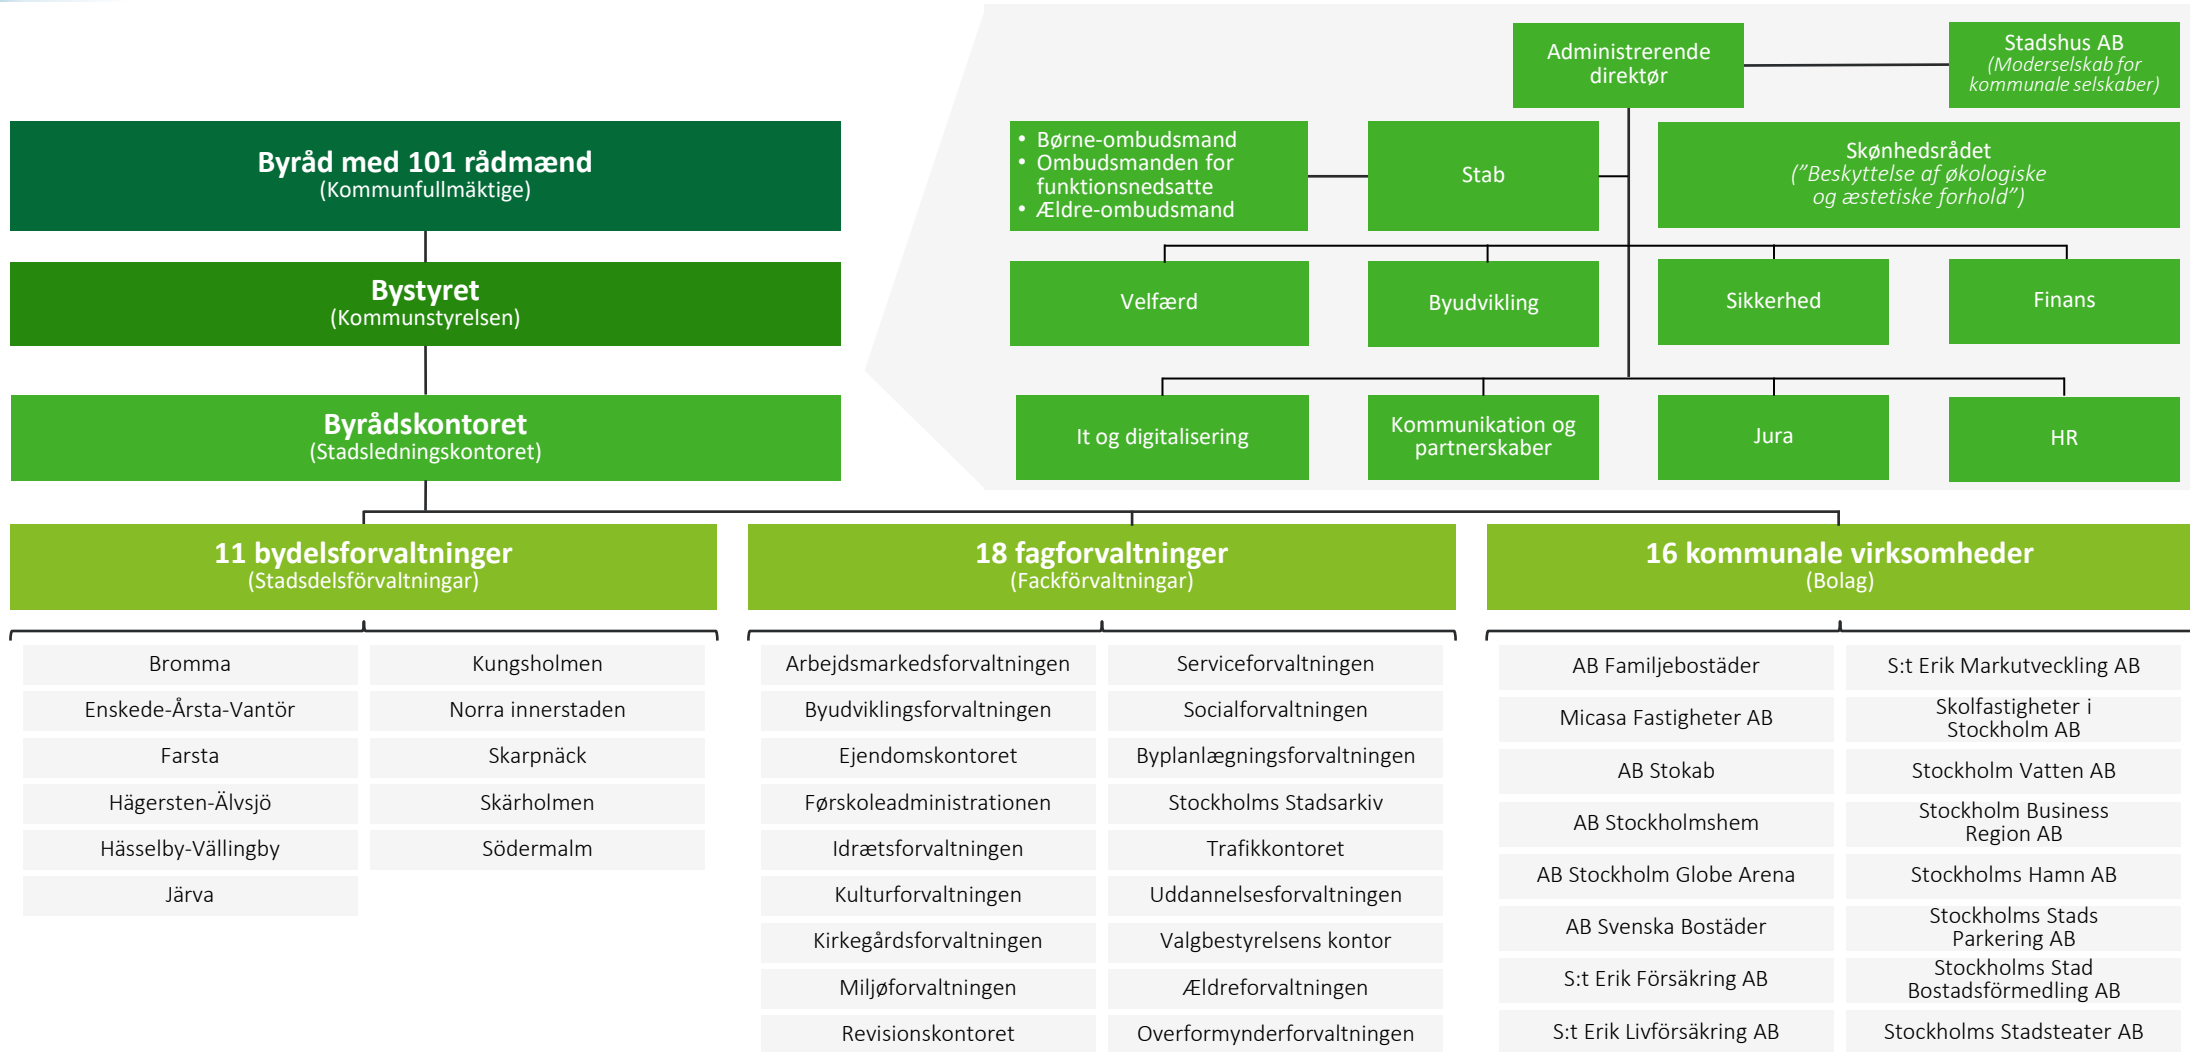 Administrerende
direktør
Stadshus AB
(Moderselskab for
kommunale selskaber)
Byråd med 101 rådmænd
(Kommunfullmäktige)
• Børne-ombudsmand
• Ombudsmanden for
funktionsnedsatte
• Ældre-ombudsmand
Stab
Skønhedsrådet
("Beskyttelse af økologiske
og æstetiske forhold")
Bystyret
(Kommunstyrelsen)
Velfærd
Byudvikling
Sikkerhed
Finans
Byrådskontoret
(Stadsledningskontoret)
It og digitalisering
Kommunikation og
partnerskaber
Jura
HR
11 bydelsforvaltninger
(Stadsdelsförvaltningar)
Bromma
Enskede-Årsta-Vantör
Farsta
Hägersten-Älvsjö
Hässelby-Vällingby
Järva
Kungsholmen
Norra innerstaden
Skarpnäck
Skärholmen
Södermalm
18 fagforvaltninger
(Fackförvaltningar)
Arbejdsmarkedsforvaltningen
Byudviklingsforvaltningen
Ejendomskontoret
Førskoleadministrationen
Idrætsforvaltningen
Kulturforvaltningen
Kirkegårdsforvaltningen
Miljøforvaltningen
Revisionskontoret
Serviceforvaltningen
Socialforvaltningen
Byplanlægningsforvaltningen
Stockholms Stadsarkiv
Trafikkontoret
Uddannelsesforvaltningen
Valgbestyrelsens kontor
Ældreforvaltningen
Overformynderforvaltningen
16 kommunale virksomheder
(Bolag)
AB Familjebostäder
Micasa Fastigheter AB
AB Stokab
AB Stockholmshem
AB Stockholm Globe Arena
AB Svenska Bostäder
S:t Erik Försäkring AB
S:t Erik Livförsäkring AB
S:t Erik Markutveckling AB
Skolfastigheter i
Stockholm AB
Stockholm Vatten AB
Stockholm Business
Region AB
Stockholms Hamn AB
Stockholms Stads
Parkering AB
Stockholms Stad
Bostadsförmedling AB
Stockholms Stadsteater AB